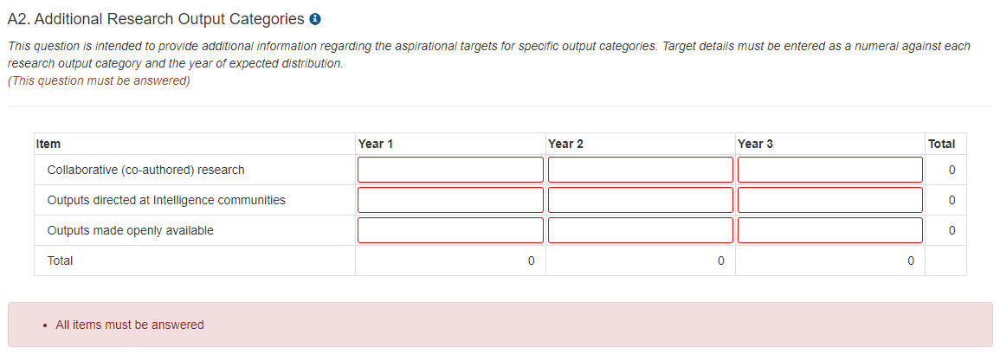 A2. Additional Research Output Categories
This question is intended to provide additional information regarding the aspirational targets for specific output categories. Target details must be entered as a numeral against each
research output category and the year of expected distribution.
(This question must be answered)
Item Year 1 Year 2 Year 3 Total
Collaborative (co-authored) research 0
Outputs directed at Intelligence communities 0
Outputs made openly available 0
Total 0 0 0
• All items must be answered